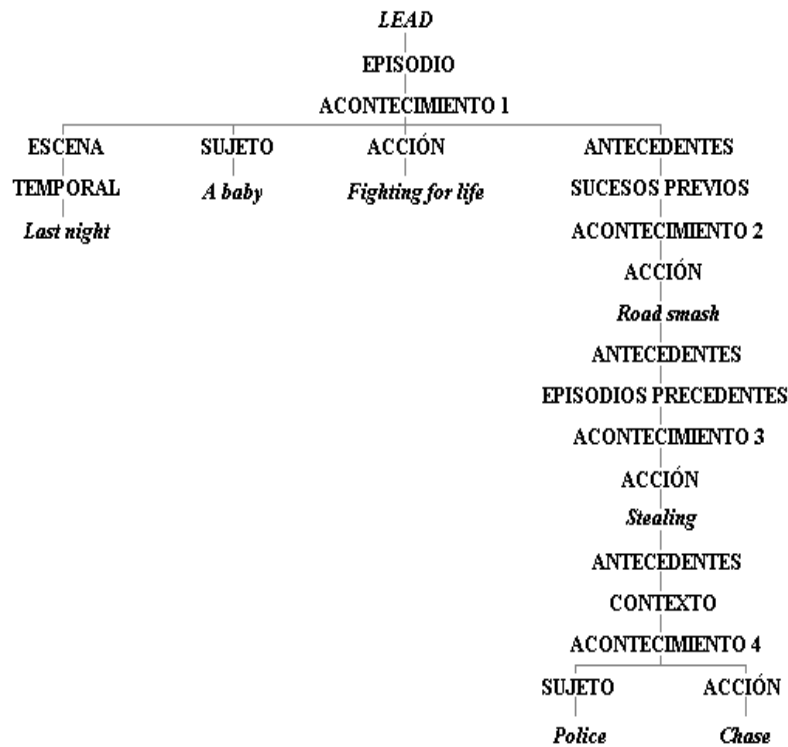 LEAD
EPISODIO
ACONTECIMIENTO 1
ESCENA SUJETO ACCIÓN ANTECEDENTES
TEMPORAL A baby Fighting for life SUCESOS PREVIOS
Last night ACONTECIMIENTO 2
ACCIÓN
Road smash
ANTECEDENTES
EPISODIOS PRECEDENTES
ACONTECIMIENTO 3
ACCIÓN
Stealing
ANTECEDENTES
CONTEXTO
ACONTECIMIENTO 4
SUJETO ACCIÓN
Police Chase